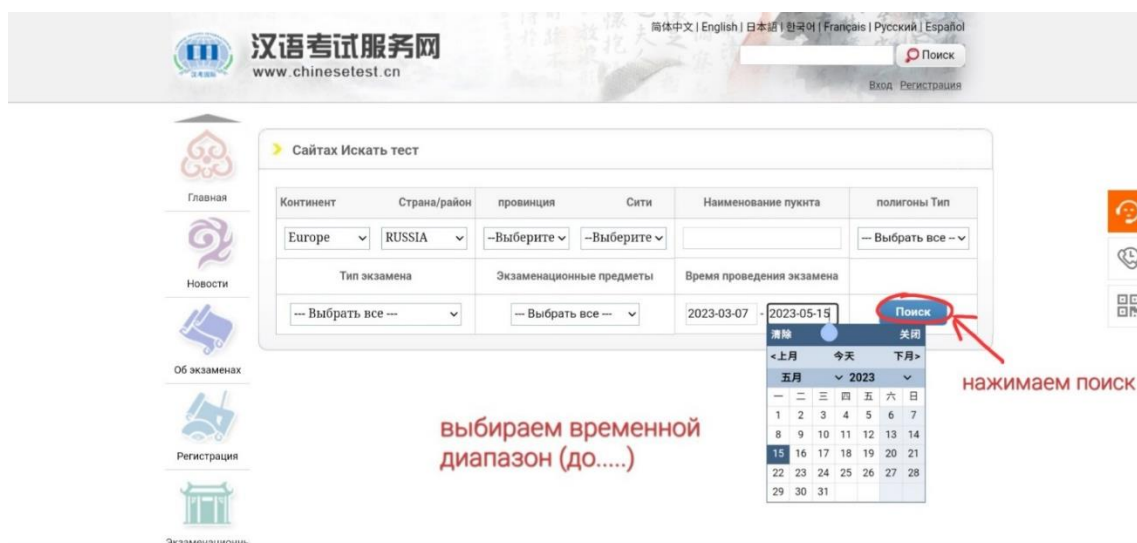 简体中文 | English | 日本語 | 한국어 | Français | Русский | Español
汉语考试服务网
www.chinesetest.cn
Поиск
Вход Регистрация
Сайтах Искать тест
Главная
Новости
Об экзаменах
Регистрация
Континент Страна/район провинция Сити Наименование пукнта полигоны Тип
Europe RUSSIA --Выберите --Выберите --- Выбрать все --
Тип экзамена Экзаменационные предметы Время проведения экзамена
--- Выбрать все --- --- Выбрать все --- 2023-03-07 - 2023-05-15 Поиск
清除 关闭
<上月 今天 下月>
五月 2023
一 二 三 四 五 六 日
1 2 3 4 5 6 7
8 9 10 11 12 13 14
15 16 17 18 19 20 21
22 23 24 25 26 27 28
29 30 31
нажимаем поиск
выбираем временной
диапазон (до.....)